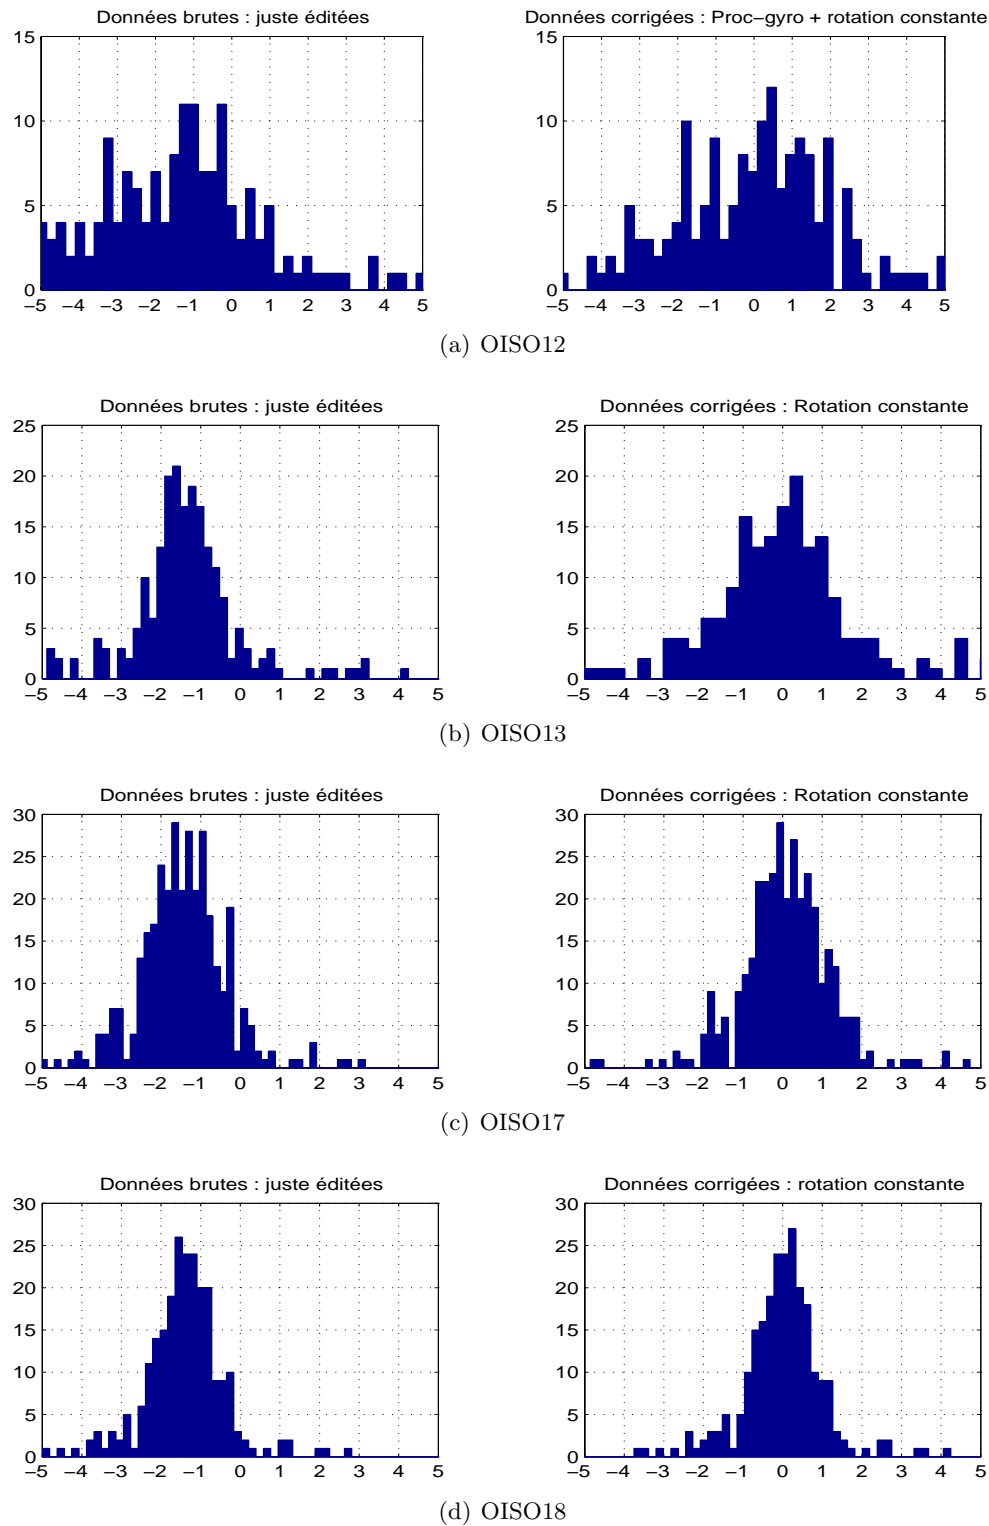 Données brutes : juste éditées
Données corrigées : Proc−gyro + rotation constante
15
10
5
0
−5 −4 −3 −2 −1 0 1 2 3 4 5
15
10
5
0
−5 −4 −3 −2 −1 0 1 2 3 4 5
(a) OISO12
Données brutes : juste éditées
Données corrigées : Rotation constante
25
20
15
10
5
0
−5 −4 −3 −2 −1 0 1 2 3 4 5
25
20
15
10
5
0
−5 −4 −3 −2 −1 0 1 2 3 4 5
(b) OISO13
Données brutes : juste éditées
Données corrigées : Rotation constante
30
25
20
15
10
5
0
−5 −4 −3 −2 −1 0 1 2 3 4 5
30
25
20
15
10
5
0
−5 −4 −3 −2 −1 0 1 2 3 4 5
(c) OISO17
Données brutes : juste éditées
Données corrigées : rotation constante
30
25
20
15
10
5
0
−5 −4 −3 −2 −1 0 1 2 3 4 5
30
25
20
15
10
5
0
−5 −4 −3 −2 −1 0 1 2 3 4 5
(d) OISO18